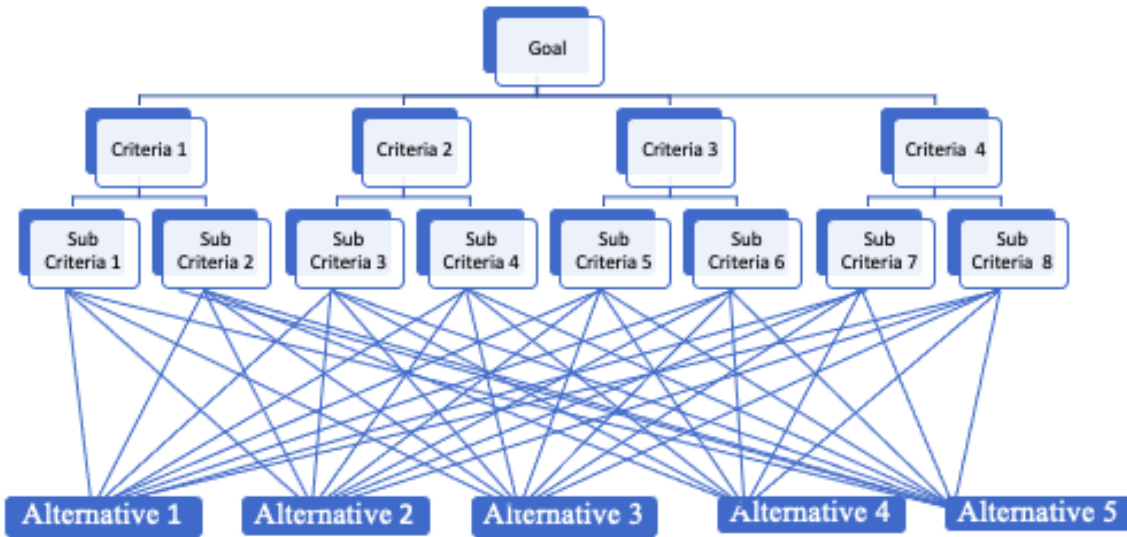 Goal
Criteria 1
Criteria 2
Criteria 3
Criteria 4
Sub
Criteria 1
Sub
Criteria 2
Sub
Criteria 3
Sub
Criteria 4
Sub
Criteria 5
Sub
Criteria 6
Sub
Criteria 7
Sub
Criteria 8
Alternative 1
Alternative 2
Alternative 3
Alternative 4
Alternative 5